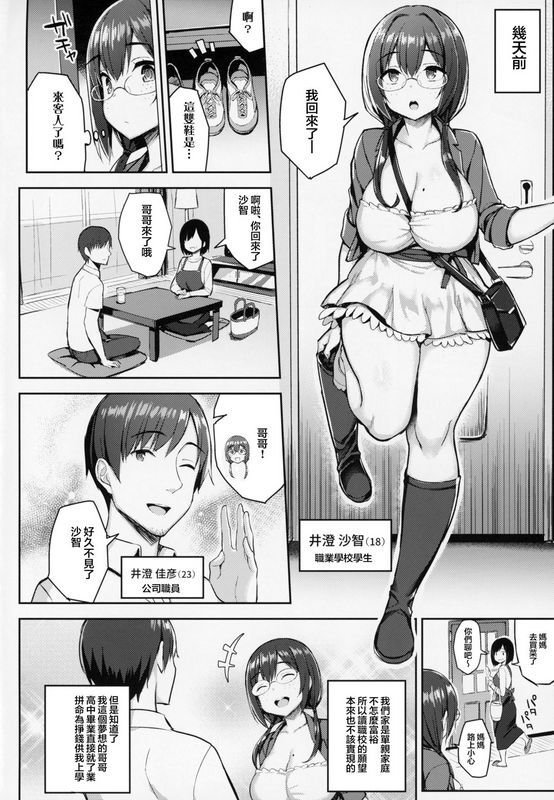 幾天前
我回來了ー
啊？
這雙鞋是…
來客人了嗎？
ガチャ
啊啦、你回來了
沙智
哥哥來了哦
哥哥！
好久不見了
沙智
井澄 沙智(18)
職業學校學生
井澄 佳彦(23)
公司職員
媽媽
去買菜了
你們聊吧～
パタ
パタ
媽媽
路上小心
我們家是單親家庭
不怎麼富裕
所以讀職校的願望
本來也不該實現的
但是知道了
我這個夢想的哥哥
高中畢業直接就了業
拼命為掙錢供我上學